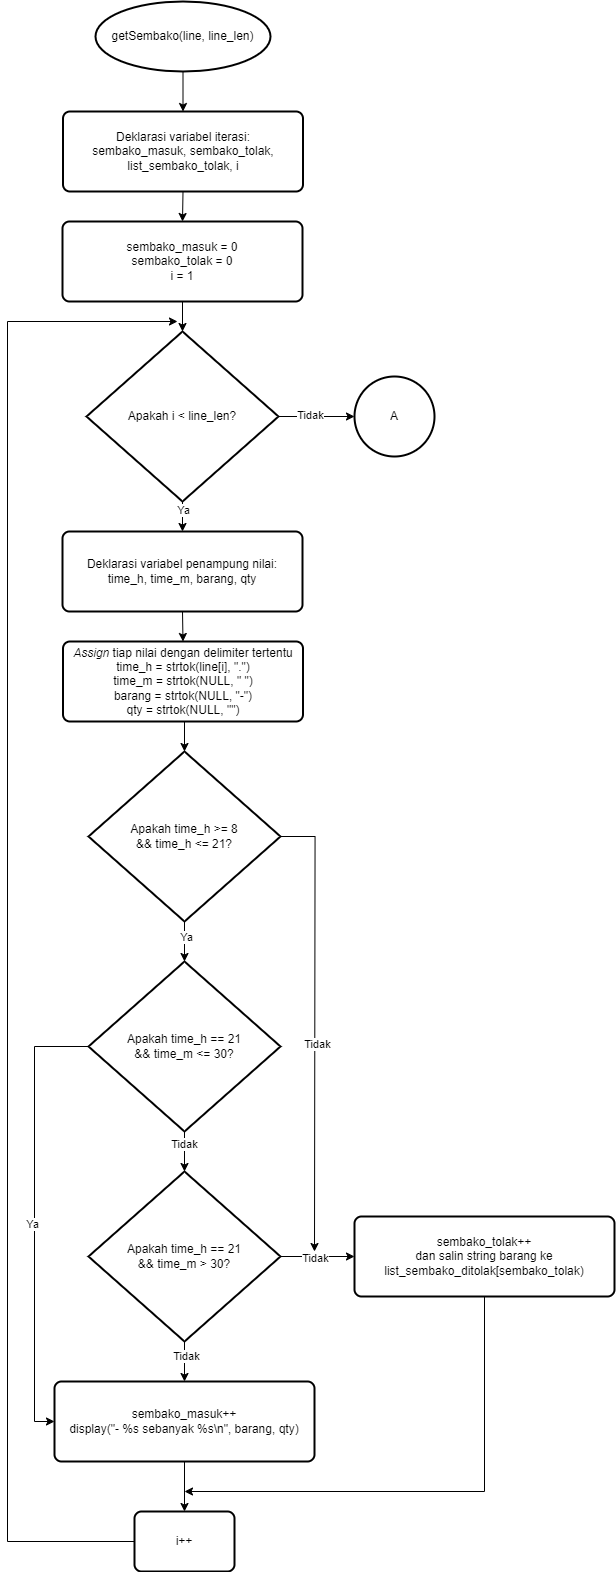 getSembako(line, line_len)
Deklarasi variabel iterasi:
sembako_masuk, sembako_tolak,
list_sembako_tolak, i
sembako_masuk = 0
sembako_tolak = 0
i = 1
Apakah i < line_len?
Tidak
A
Ya
Deklarasi variabel penampung nilai:
time_h, time_m, barang, qty
Assign tiap nilai dengan delimiter tertentu
time_h = strtok(line[i], ".")
time_m = strtok(NULL, " ")
barang = strtok(NULL, "-")
qty = strtok(NULL, "")
Apakah time_h >= 8
&& time_h <= 21?
Ya
Apakah time_h == 21
&& time_m <= 30?
Tidak
Tidak
Ya
Apakah time_h == 21
&& time_m > 30?
Tidak
sembako_tolak++
dan salin string barang ke
list_sembako_ditolak[sembako_tolak)
Tidak
sembako_masuk++
display("- %s sebanyak %s\n", barang, qty)
i++